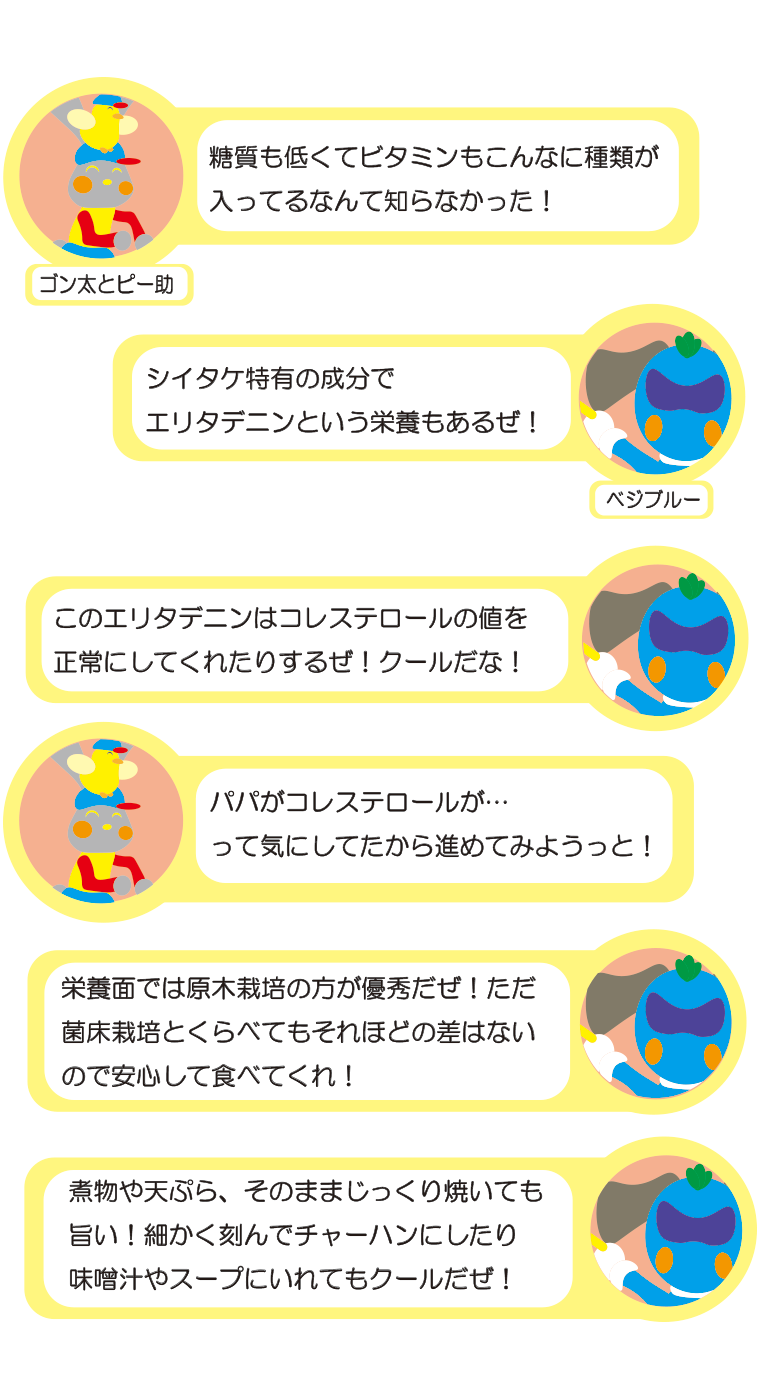 糖質も低くてビタミンもこんなに種類が
入ってるなんて知らなかった！
ゴン太とピー助
シイタケ特有の成分で
エリタデニンという栄養もあるぜ！
ベジブルー
このエリタデニンはコレステロールの値を
正常にしてくれたりするぜ！クールだな！
パパがコレステロールが…
って気にしてたから進めてみようっと！
栄養面では原木栽培の方が優秀だぜ！ただ
菌床栽培とくらべてもそれほどの差はない
ので安心して食べてくれ！
煮物や天ぷら、そのままじっくり焼いても
旨い！細かく刻んでチャーハンにしたり
味噌汁やスープにいれてもクールだぜ！